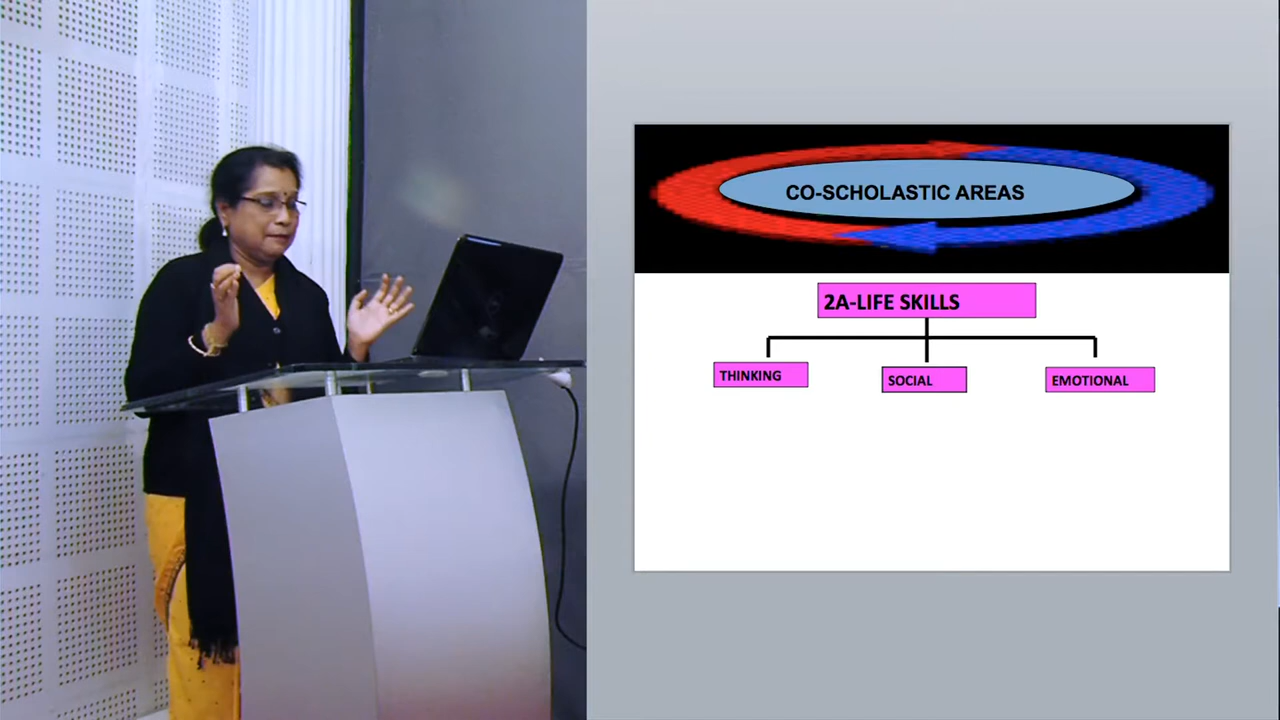 CO-SCHOLASTIC AREAS
2A-LIFE SKILLS
THINKING
SOCIAL
EMOTIONAL